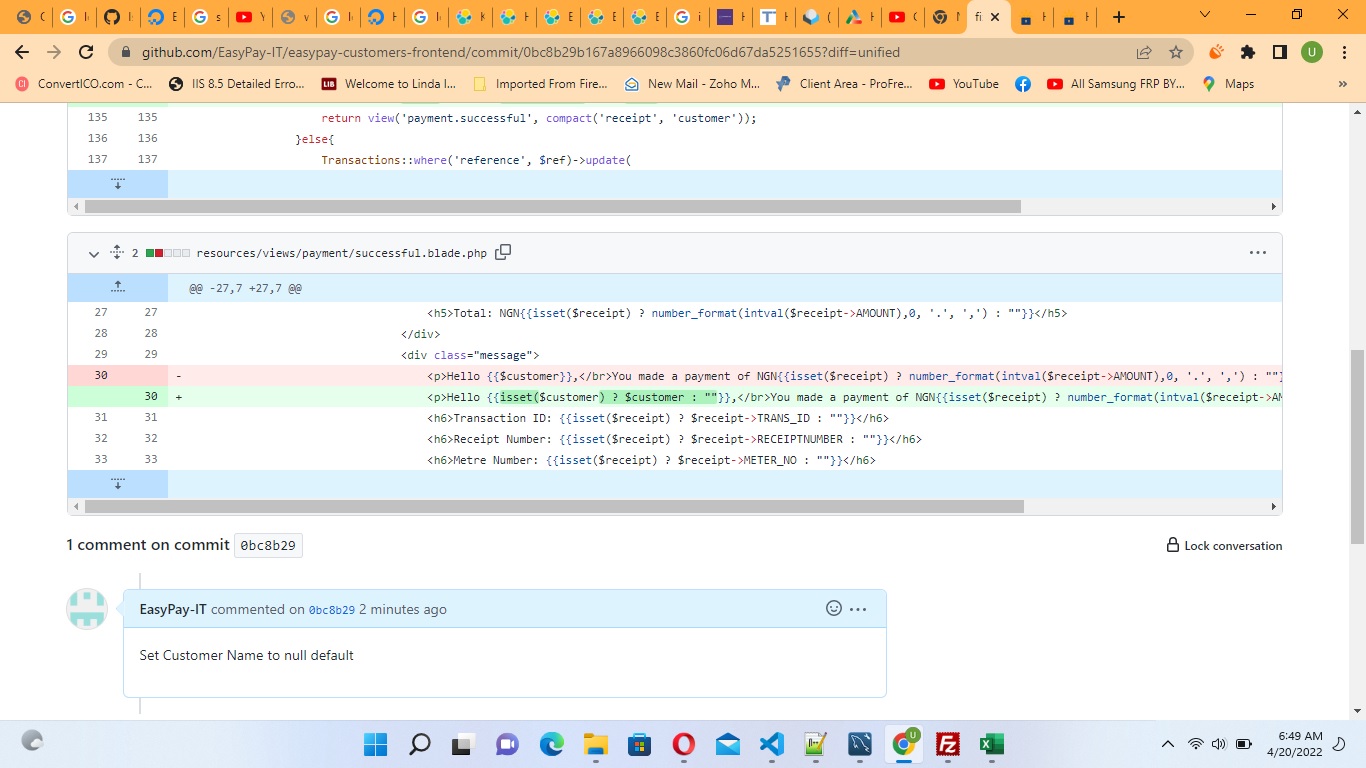 C
G Ic
Is
E
G s
Y
v
G Ic
H
G Ic
K
H
E
E
E
G i
H
T H
(
H
C
N
fi
H
H
github.com/EasyPay-IT/easypay-customers-frontend/commit/0bc8b29b167a8966098c3860fc06d67da5251655?diff=unified
U
ConvertICO.com - C...
IIS 8.5 Detailed Erro...
LIB Welcome to Linda I...
Imported From Fire...
New Mail - Zoho M...
Client Area - ProFre...
YouTube
All Samsung FRP BY...
Maps
»
135 135 return view('payment.successful', compact('receipt', 'customer'));
136 136 }else{
137 137 Transactions::where('reference', $ref)->update(
2 resources/views/payment/successful.blade.php
@@ -27,7 +27,7 @@
27 27 <h5>Total: NGN{{isset($receipt) ? number_format(intval($receipt->AMOUNT),0, '.', ',') : ""}}</h5>
28 28 </div>
29 29 <div class="message">
30 - <p>Hello {{$customer}},</br>You made a payment of NGN{{isset($receipt) ? number_format(intval($receipt->AMOUNT),0, '.', ',') : ""}
30 + <p>Hello {{isset($customer) ? $customer : ""}},</br>You made a payment of NGN{{isset($receipt) ? number_format(intval($receipt->AM
31 31 <h6>Transaction ID: {{isset($receipt) ? $receipt->TRANS_ID : ""}}</h6>
32 32 <h6>Receipt Number: {{isset($receipt) ? $receipt->RECEIPTNUMBER : ""}}</h6>
33 33 <h6>Metre Number: {{isset($receipt) ? $receipt->METER_NO : ""}}</h6>
1 comment on commit 0bc8b29
Lock conversation
EasyPay-IT commented on 0bc8b29 2 minutes ago
Set Customer Name to null default
6:49 AM
4/20/2022